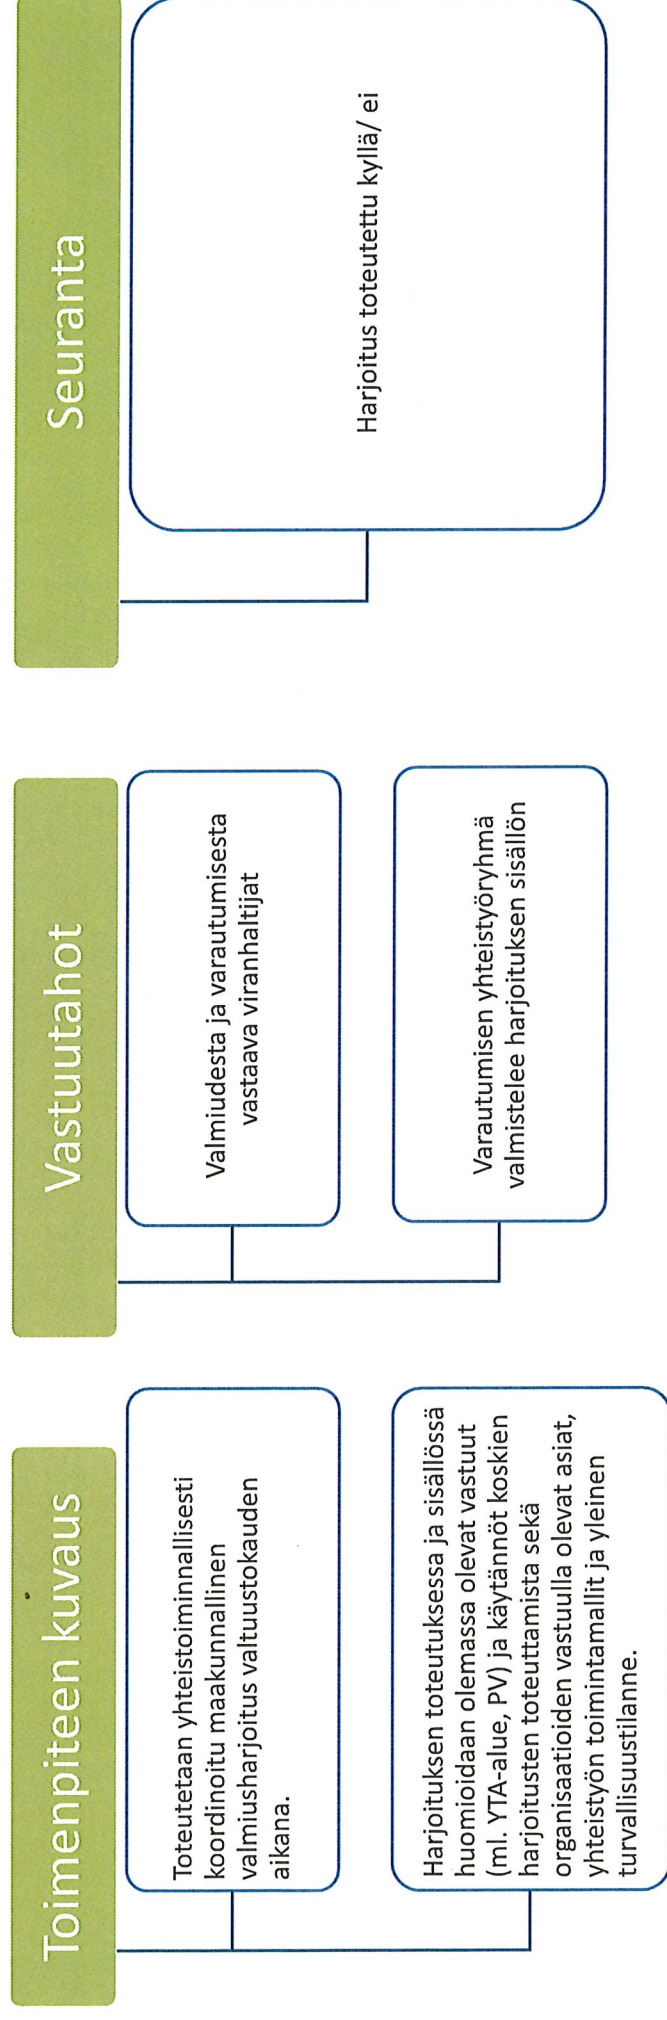 Toimenpiteen kuvaus
Toteutetaan yhteistoiminnallisesti
koordinoitu maakunnallinen
valmiusharjoitus valtuustokauden
aikana.
Harjoituksen toteutuksessa ja sisällössä
huomioidaan olemassa olevat vastuut
(ml. YTA-alue, PV) ja käytännöt koskien
harjoitusten toteuttamista sekä
organisaatioiden vastuulla olevat asiat,
yhteistyön toimintamallit ja yleinen
turvallisuustilanne.
Vastuutahot
Valmiudesta ja varautumisesta
vastaava viranhaltijat
Varautumisen yhteistyöryhmä
valmistelee harjoituksen sisällön
Seuranta
Harjoitus toteutettu kyllä/ ei